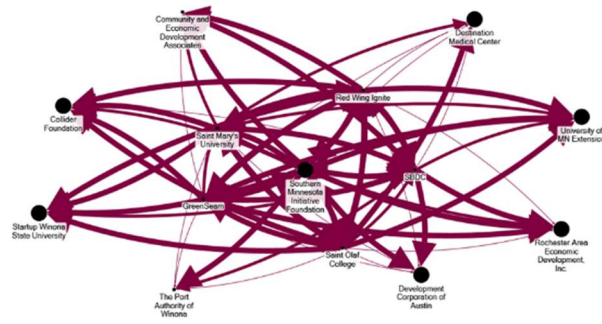 Community and
Economic
Development
Associates
Destination
Medical Center
Red Wing Ignite
Collider
Foundation
Saint Mary's
University
University of
MN Extension
Southern
Minnesota
Initiative
Foundation
SBDC
GreenSeam
Startup Winona
State University
Saint Olaf
College
Rochester Area
Economic
Development,
Inc.
The Port
Authority of
Winona
Development
Corporation of
Austin